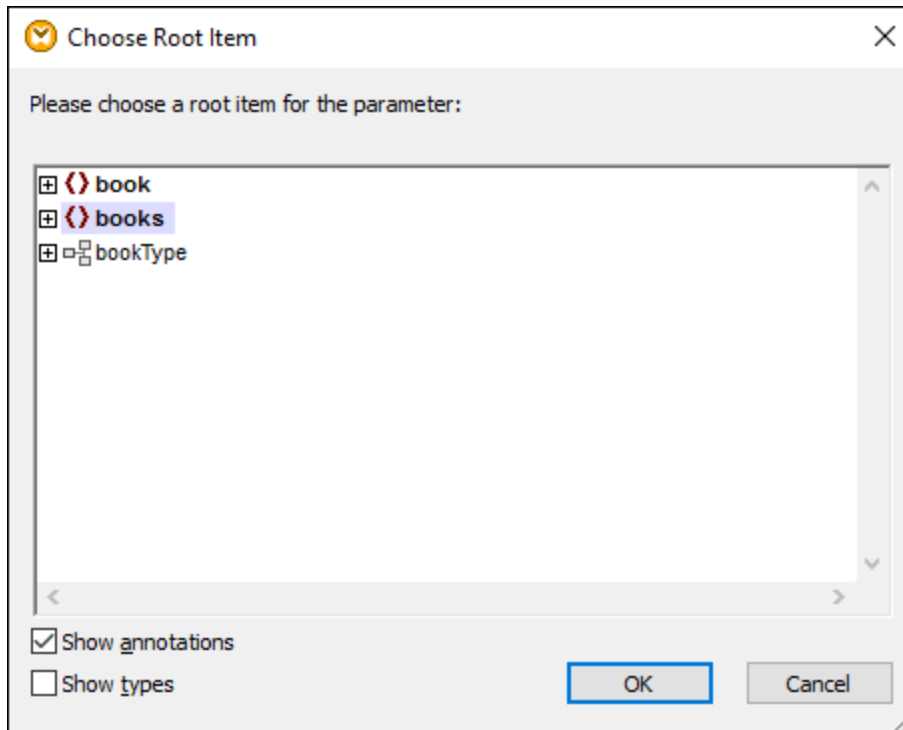 Choose Root Item
Please choose a root item for the parameter:
book
books
bookType
Show annotations
Show types
OK
Cancel